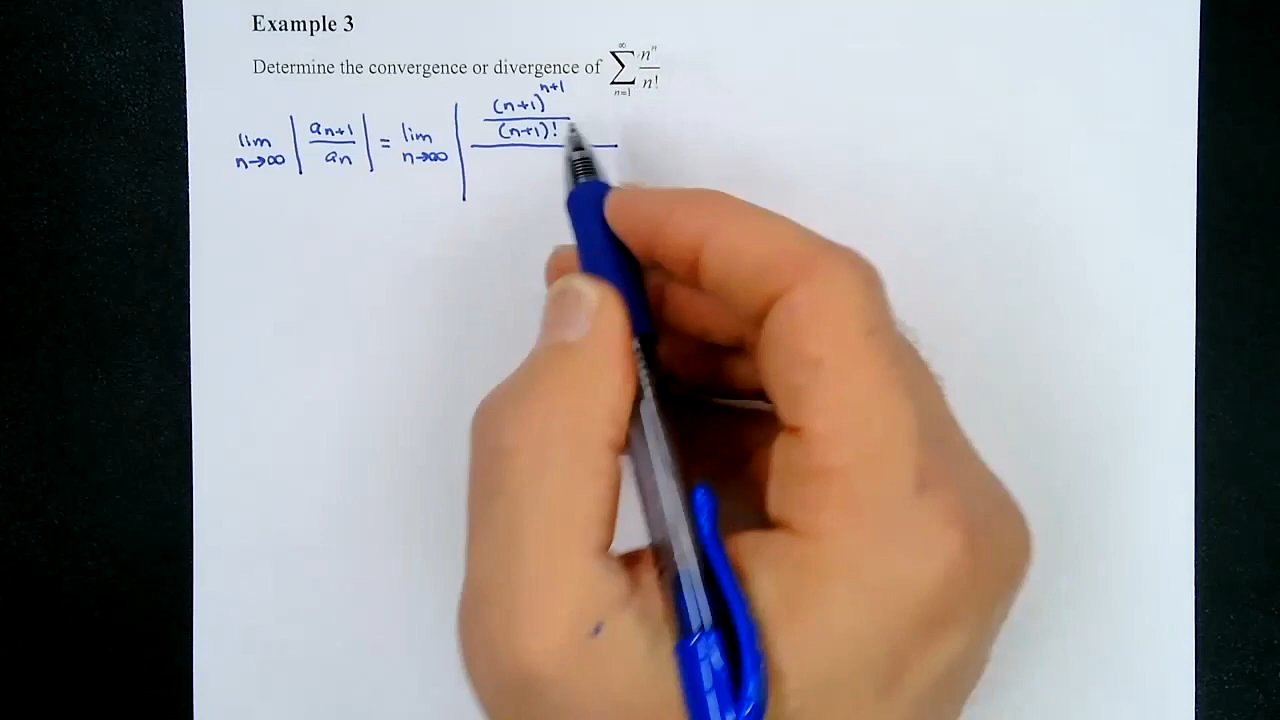 Example 3
Determine the convergence or divergence of ∑_{n=1}^{∞} n^n / n!
lim_{n→∞} |a_{n+1} / a_n| = lim_{n→∞} | (n+1)^{n+1} / (n+1)!